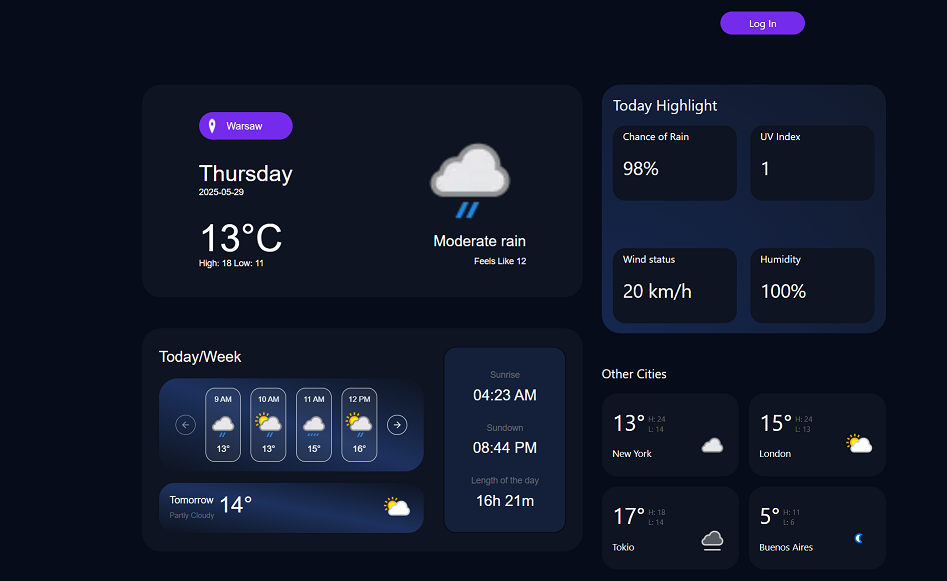 Log In
Warsaw
Thursday
2025-05-29
13°C
High: 18 Low: 11
Moderate rain
Feels Like 12
Today Highlight
Chance of Rain
98%
UV Index
1
Wind status
20 km/h
Humidity
100%
Today/Week
9 AM
13°
10 AM
13°
11 AM
15°
12 PM
16°
Tomorrow
Partly Cloudy
14°
Sunrise
04:23 AM
Sundown
08:44 PM
Length of the day
16h 21m
Other Cities
13°
H: 24
L: 14
New York
15°
H: 24
L: 13
London
17°
H: 18
L: 14
Tokio
5°
H: 11
L: 6
Buenos Aires